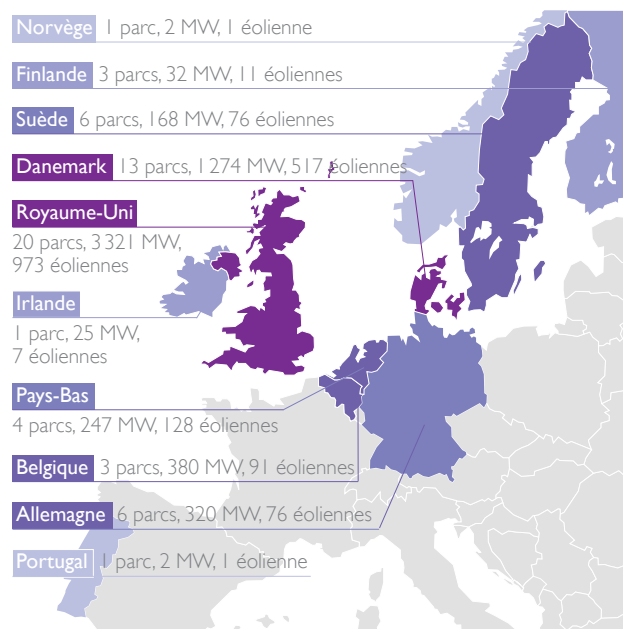 Norvège 1 parc, 2 MW, 1 éolienne
Finlande 3 parcs, 32 MW, 11 éoliennes
Suède 6 parcs, 168 MW, 76 éoliennes
Danemark 13 parcs, 1 274 MW, 517 éoliennes
Royaume-Uni
20 parcs, 3 321 MW,
973 éoliennes
Irlande
1 parc, 25 MW,
7 éoliennes
Pays-Bas
4 parcs, 247 MW, 128 éoliennes
Belgique 3 parcs, 380 MW, 91 éoliennes
Allemagne 6 parcs, 320 MW, 76 éoliennes
Portugal 1 parc, 2 MW, 1 éolienne